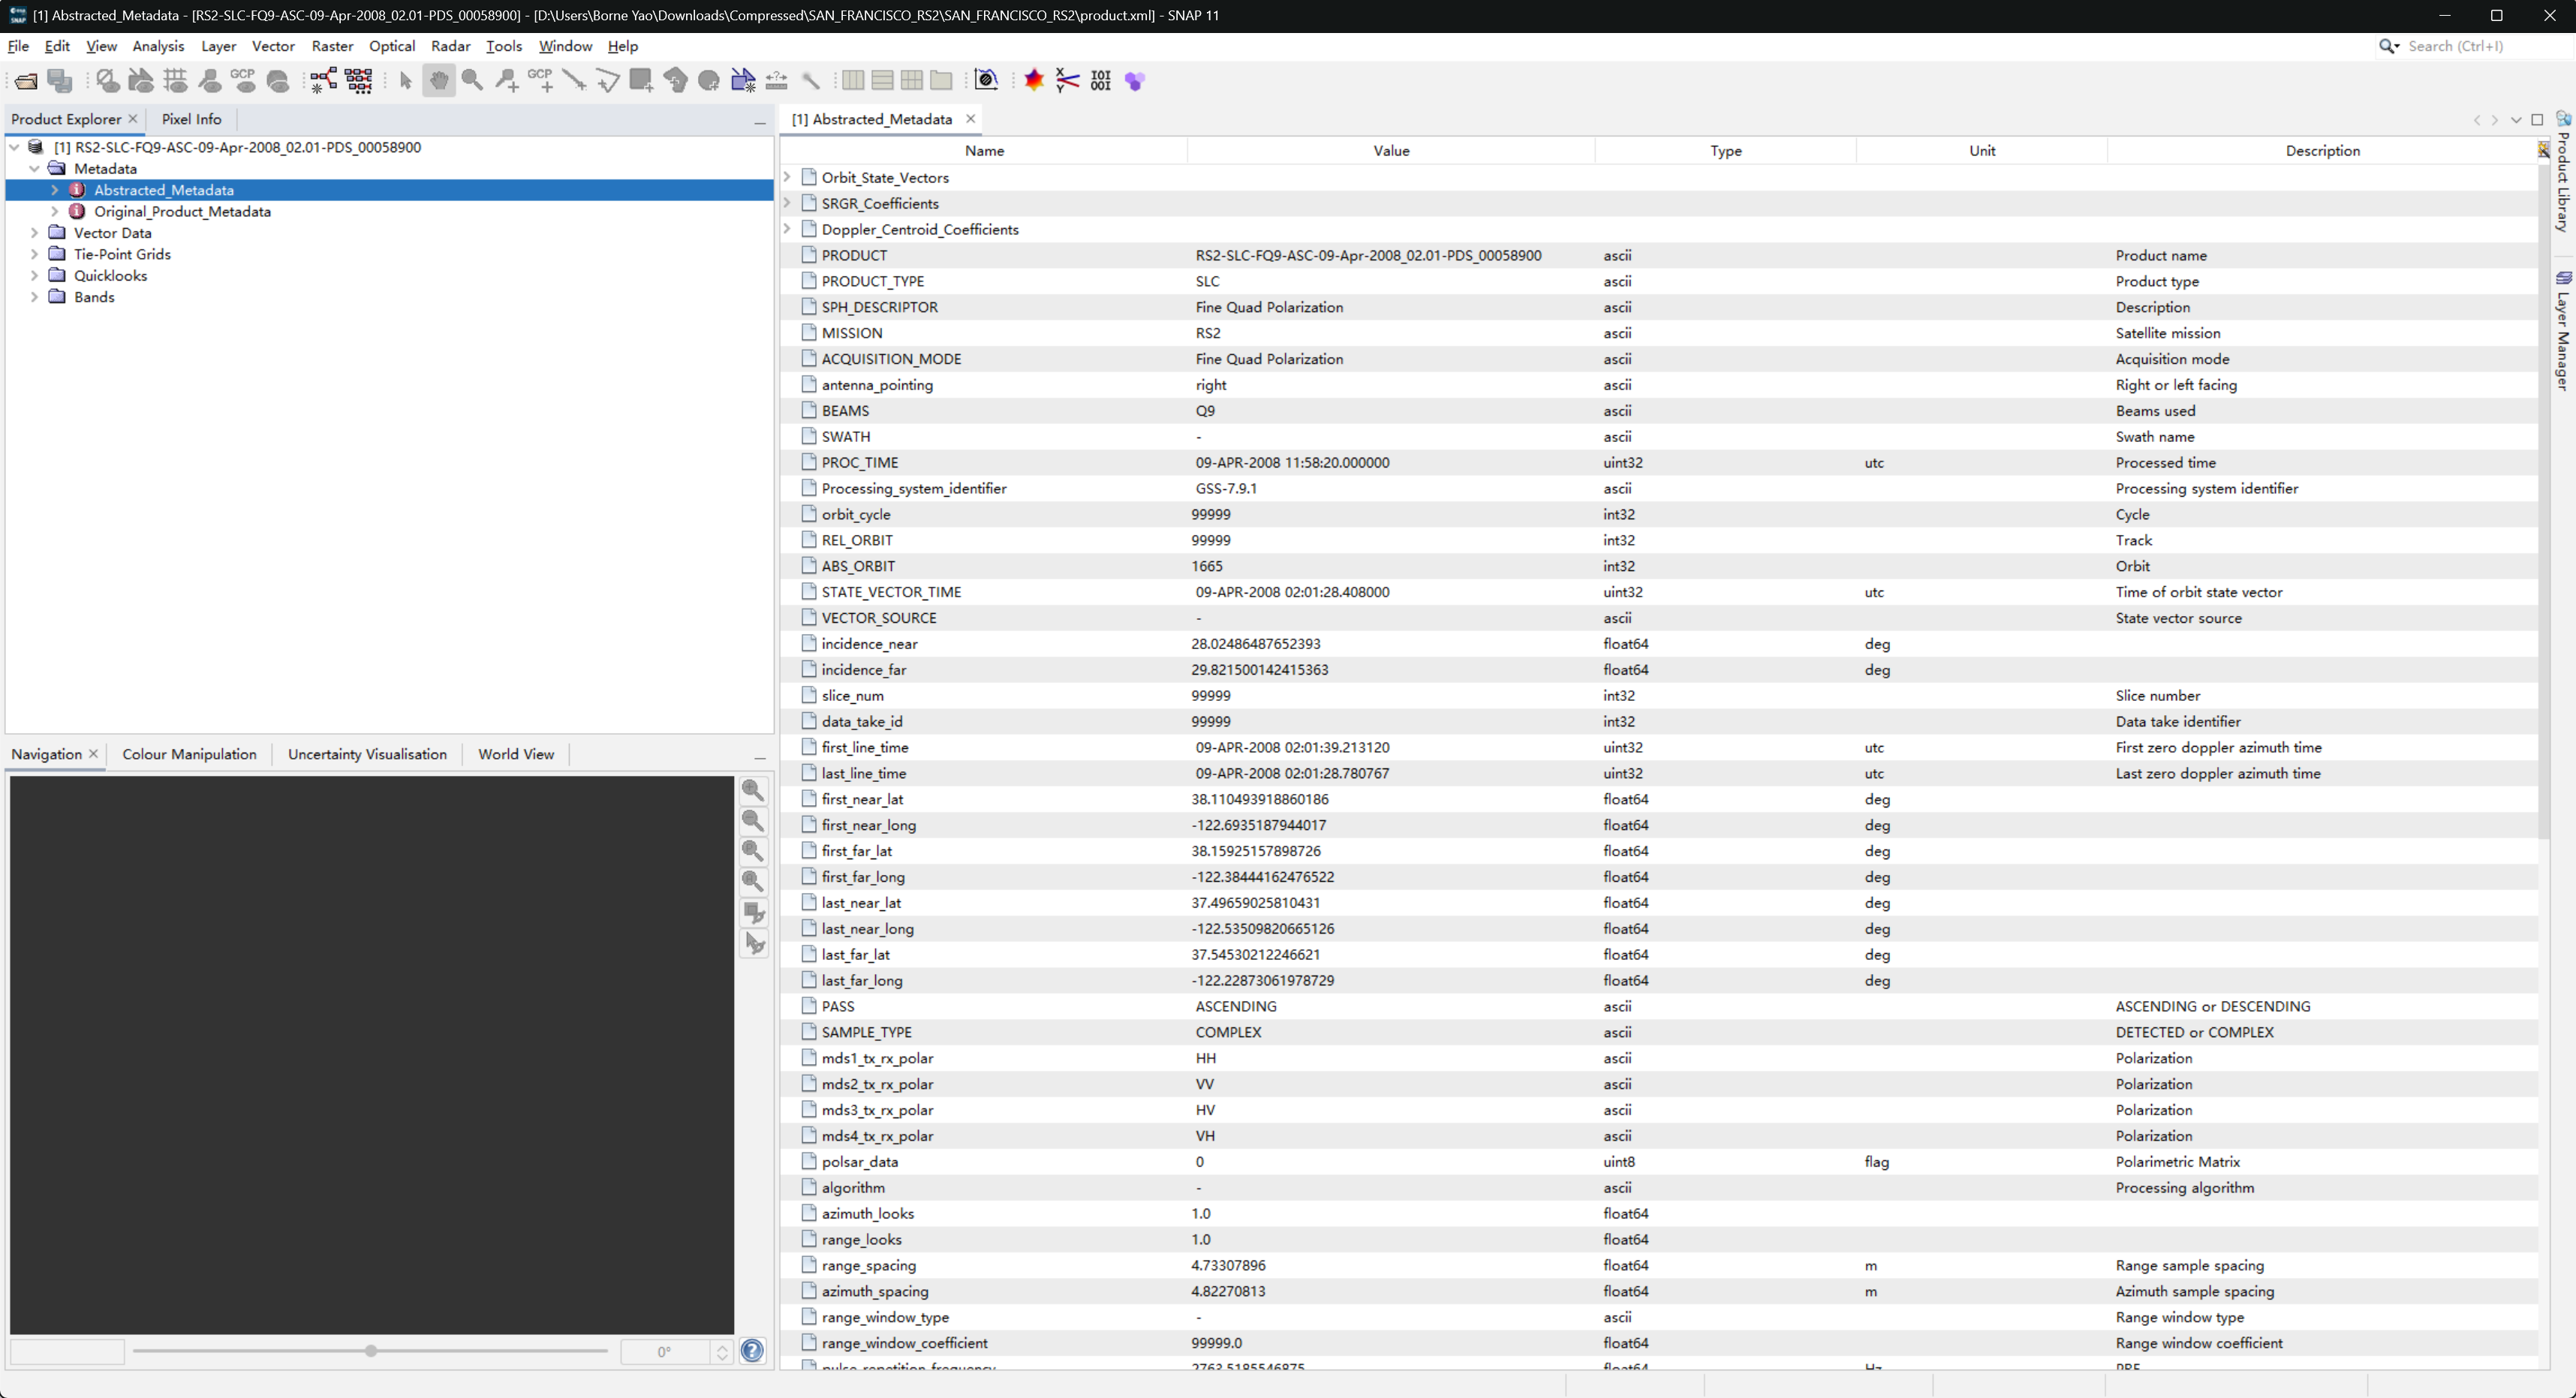 [1] Abstracted_Metadata - [RS2-SLC-FQ9-ASC-09-Apr-2008_02.01-PDS_00058900] - [D:\Users\Borne Yao\Downloads\Compressed\SAN_FRANCISCO_RS2\SAN_FRANCISCO_RS2\product.xml] - SNAP 11
File Edit View Analysis Layer Vector Raster Optical Radar Tools Window Help
Search (Ctrl+I)
Product Explorer Pixel Info
[1] RS2-SLC-FQ9-ASC-09-Apr-2008_02.01-PDS_00058900
Metadata
Abstracted_Metadata
Original_Product_Metadata
Vector Data
Tie-Point Grids
Quicklooks
Bands
Navigation Colour Manipulation Uncertainty Visualisation World View
0°
[1] Abstracted_Metadata
Name Value Type Unit Description
Orbit_State_Vectors
SRGR_Coefficients
Doppler_Centroid_Coefficients
PRODUCT RS2-SLC-FQ9-ASC-09-Apr-2008_02.01-PDS_00058900 ascii Product name
PRODUCT_TYPE SLC ascii Product type
SPH_DESCRIPTOR Fine Quad Polarization ascii Description
MISSION RS2 ascii Satellite mission
ACQUISITION_MODE Fine Quad Polarization ascii Acquisition mode
antenna_pointing right ascii Right or left facing
BEAMS Q9 ascii Beams used
SWATH - ascii Swath name
PROC_TIME 09-APR-2008 11:58:20.000000 uint32 utc Processed time
Processing_system_identifier GSS-7.9.1 ascii Processing system identifier
orbit_cycle 99999 int32 Cycle
REL_ORBIT 99999 int32 Track
ABS_ORBIT 1665 int32 Orbit
STATE_VECTOR_TIME 09-APR-2008 02:01:28.408000 uint32 utc Time of orbit state vector
VECTOR_SOURCE - ascii State vector source
incidence_near 28.02486487652393 float64 deg
incidence_far 29.821500142415363 float64 deg
slice_num 99999 int32 Slice number
data_take_id 99999 int32 Data take identifier
first_line_time 09-APR-2008 02:01:39.213120 uint32 utc First zero doppler azimuth time
last_line_time 09-APR-2008 02:01:28.780767 uint32 utc Last zero doppler azimuth time
first_near_lat 38.110493918860186 float64 deg
first_near_long -122.6935187944017 float64 deg
first_far_lat 38.15925157898726 float64 deg
first_far_long -122.38444162476522 float64 deg
last_near_lat 37.49659025810431 float64 deg
last_near_long -122.53509820665126 float64 deg
last_far_lat 37.54530212246621 float64 deg
last_far_long -122.22873061978729 float64 deg
PASS ASCENDING ascii ASCENDING or DESCENDING
SAMPLE_TYPE COMPLEX ascii DETECTED or COMPLEX
mds1_tx_rx_polar HH ascii Polarization
mds2_tx_rx_polar VV ascii Polarization
mds3_tx_rx_polar HV ascii Polarization
mds4_tx_rx_polar VH ascii Polarization
polsar_data 0 uint8 flag Polarimetric Matrix
algorithm - ascii Processing algorithm
azimuth_looks 1.0 float64
range_looks 1.0 float64
range_spacing 4.73307896 float64 m Range sample spacing
azimuth_spacing 4.82270813 float64 m Azimuth sample spacing
range_window_type - ascii Range window type
range_window_coefficient 99999.0 float64 Range window coefficient
pulse_repetition_frequency 2763.5185546875 float64 Hz PRF
Product Library
Layer Manager